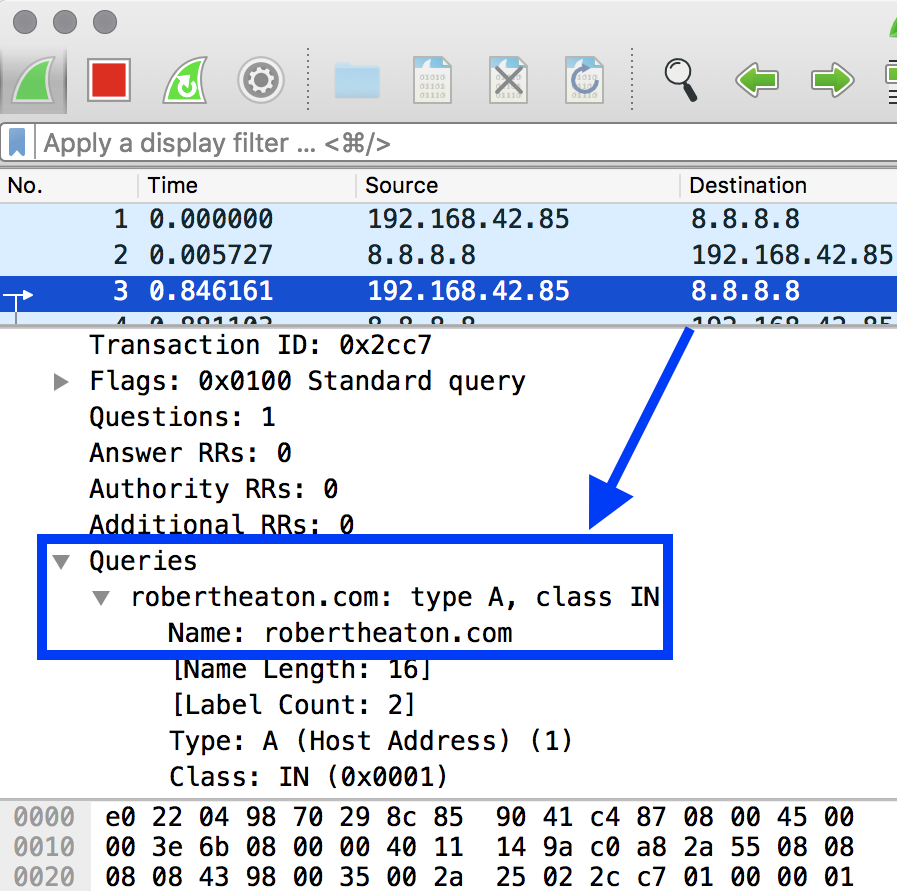 Apply a display filter ... <⌘/>
No. Time Source Destination
1 0.000000 192.168.42.85 8.8.8.8
2 0.005727 8.8.8.8 192.168.42.85
3 0.846161 192.168.42.85 8.8.8.8
Transaction ID: 0x2cc7
Flags: 0x0100 Standard query
Questions: 1
Answer RRs: 0
Authority RRs: 0
Additional RRs: 0
Queries
robertheaton.com: type A, class IN
Name: robertheaton.com
[Name Length: 16]
[Label Count: 2]
Type: A (Host Address) (1)
Class: IN (0x0001)
0000 e0 22 04 98 70 29 8c 85 90 41 c4 87 08 00 45 00
0010 00 3e 6b 08 00 00 40 11 14 9a c0 a8 2a 55 08 08
0020 08 08 43 98 00 35 00 2a 25 02 2c c7 01 00 00 01